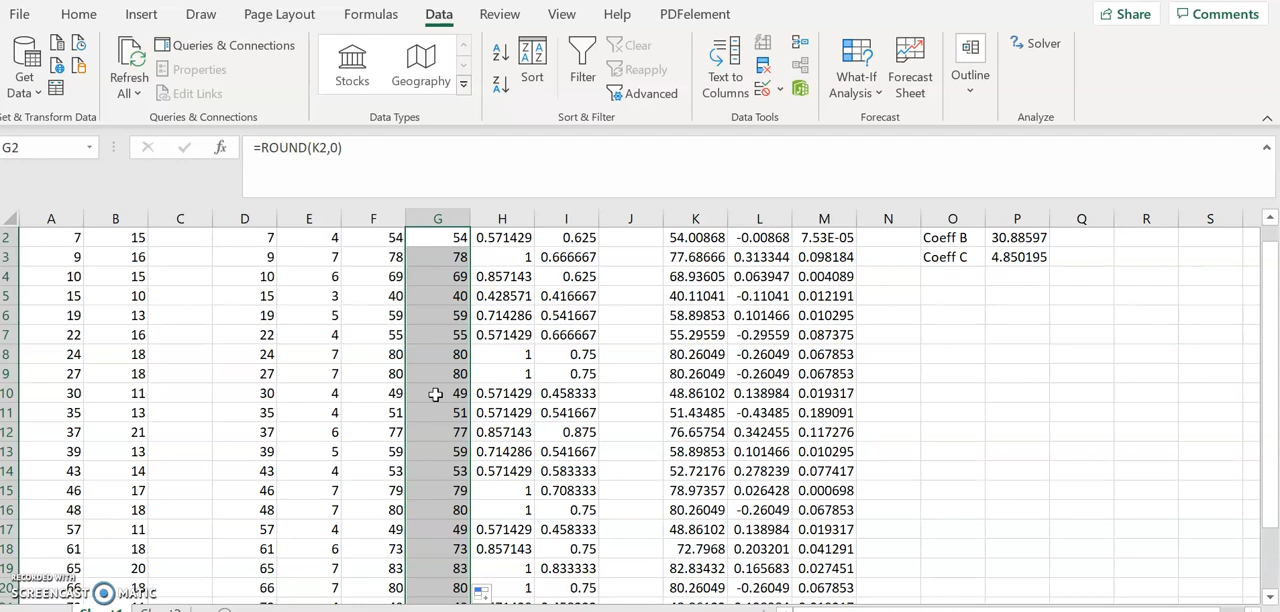 File Home Insert Draw Page Layout Formulas Data Review View Help PDFelement Share Comments
Get Data Refresh All Queries & Connections Properties Edit Links Stocks Geography Sort Filter Clear Reapply Advanced Text to Columns What-If Analysis Forecast Sheet Outline Solver
Get & Transform Data Queries & Connections Data Types Sort & Filter Data Tools Forecast Analyze
G2 fx =ROUND(K2,0)
A B C D E F G H I J K L M N O P Q R S
2 7 15 7 4 54 54 0.571429 0.625 54.00868 -0.00868 7.53E-05 Coeff B 30.88597
3 9 16 9 7 78 78 1 0.666667 77.68666 0.313344 0.098184 Coeff C 4.850195
4 10 15 10 6 69 69 0.857143 0.625 68.93605 0.063947 0.004089
5 15 10 15 3 40 40 0.428571 0.416667 40.11041 -0.11041 0.012191
6 19 13 19 5 59 59 0.714286 0.541667 58.89853 0.101466 0.010295
7 22 16 22 4 55 55 0.571429 0.666667 55.29559 -0.29559 0.087375
8 24 18 24 7 80 80 1 0.75 80.26049 -0.26049 0.067853
9 27 18 27 7 80 80 1 0.75 80.26049 -0.26049 0.067853
10 30 11 30 4 49 49 0.571429 0.458333 48.86102 0.138984 0.019317
11 35 13 35 4 51 51 0.571429 0.541667 51.43485 -0.43485 0.189091
12 37 21 37 6 77 77 0.857143 0.875 76.65754 0.342455 0.117276
13 39 13 39 5 59 59 0.714286 0.541667 58.89853 0.101466 0.010295
14 43 14 43 4 53 53 0.571429 0.583333 52.72176 0.278239 0.077417
15 46 17 46 7 79 79 1 0.708333 78.97357 0.026428 0.000698
16 48 18 48 7 80 80 1 0.75 80.26049 -0.26049 0.067853
17 57 11 57 4 49 49 0.571429 0.458333 48.86102 0.138984 0.019317
18 61 18 61 6 73 73 0.857143 0.75 72.7968 0.203201 0.041291
19 65 20 65 7 83 83 1 0.833333 82.83432 0.165683 0.027451
20 18 66 7 80 80 1 0.75 80.26049 -0.26049 0.067853
RECORDED WITH
SCREENCAST MATIC